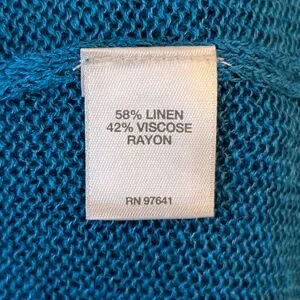 58% LINEN
42% VISCOSE
RAYON
RN 97641